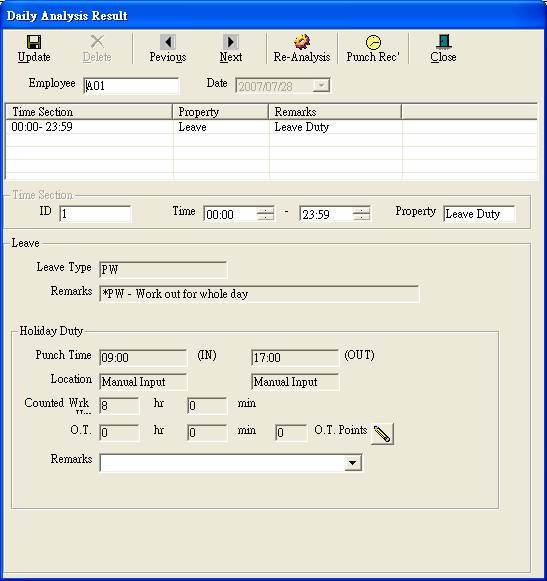 Daily Analysis Result
Update Delete Pevious Next Re-Analysis Punch Rec' Close
Employee A01 Date 2007/07/28
Time Section Property Remarks
00:00- 23:59 Leave Leave Duty
Time Section
ID 1 Time 00:00 - 23:59 Property Leave Duty
Leave
Leave Type PW
Remarks *PW - Work out for whole day
Holiday Duty
Punch Time 09:00 (IN) 17:00 (OUT)
Location Manual Input Manual Input
Counted Wrk 8 hr 0 min
O.T. 0 hr 0 min 0 O.T. Points
Remarks